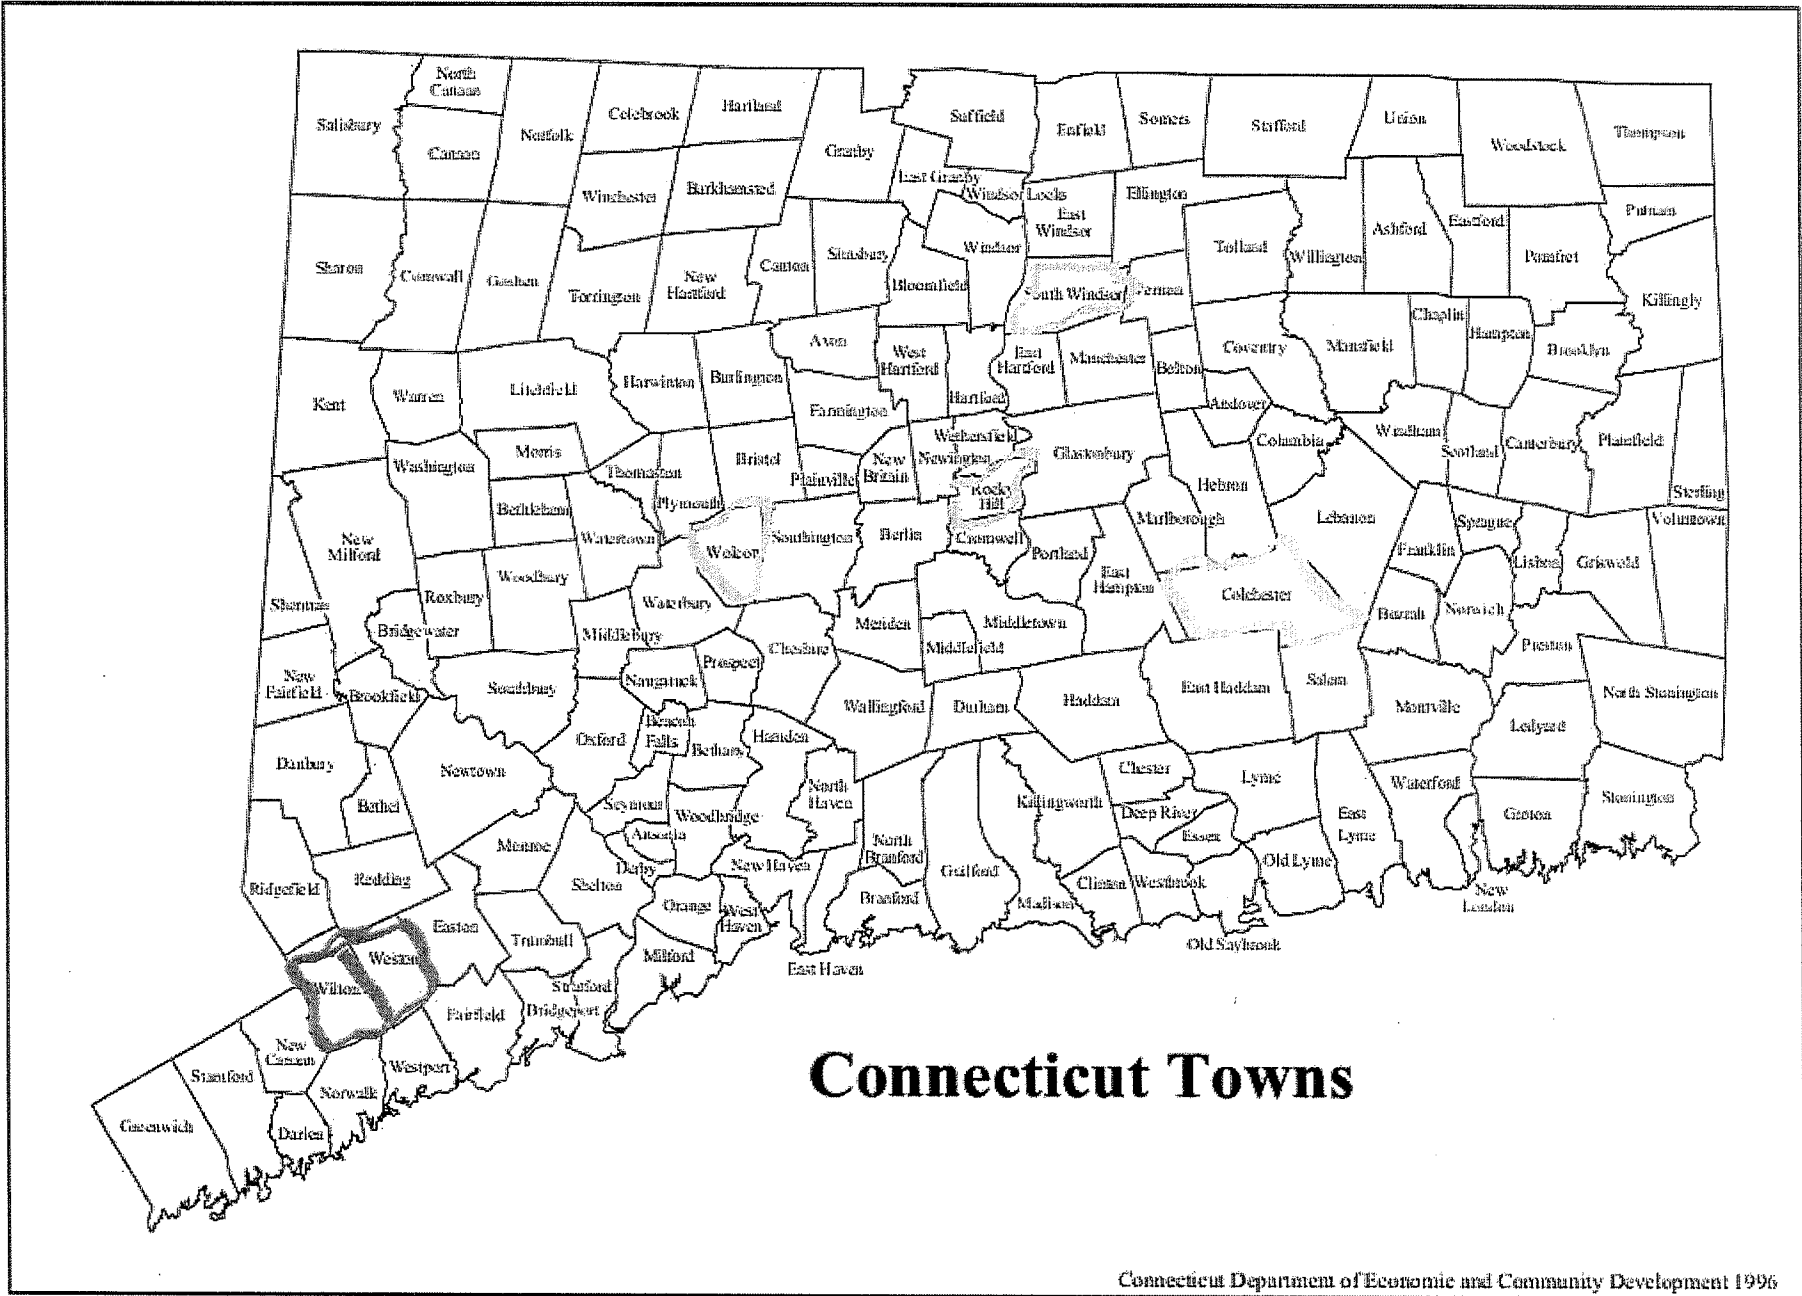 North
Canaan
Salisbury
Canaan
Norfolk
Colebrook
Hartland
Granby
Suffield
Enfield
Somers
Stafford
Union
Woodstock
Thompson
East Granby
Windsor Locks
Winchester
Barkhamsted
East
Windsor
Ellington
Tolland
Willington
Ashford
Eastford
Pomfret
Putnam
Sharon
Cornwall
Goshen
Torrington
New
Hartford
Canton
Simsbury
Bloomfield
Windsor
South Windsor
Vernon
Killingly
Kent
Warren
Litchfield
Harwinton
Burlington
Avon
West
Hartford
Hartford
East
Hartford
Manchester
Bolton
Coventry
Mansfield
Chaplin
Hampton
Brooklyn
Farmington
Andover
Columbia
Windham
Scotland
Canterbury
Plainfield
Sterling
Washington
Morris
Thomaston
Bristol
Plainville
New
Britain
Newington
Wethersfield
Glastonbury
Hebron
Rocky
Hill
Plymouth
Bethlehem
Watertown
Wolcott
Southington
Berlin
Cromwell
Portland
Marlborough
Lebanon
Franklin
Sprague
Lisbon
Griswold
Voluntown
New
Milford
Sherman
Bridgewater
Roxbury
Woodbury
Middlebury
Waterbury
Cheshire
Meriden
Middlefield
Middletown
East
Hampton
Colchester
Bozrah
Norwich
Preston
New
Fairfield
Brookfield
Southbury
Naugatuck
Prospect
Wallingford
Durham
Haddam
East Haddam
Salem
Montville
Ledyard
North Stonington
Danbury
Bethel
Newtown
Oxford
Beacon
Falls
Bethany
Hamden
North
Haven
Seymour
Woodbridge
Ansonia
Derby
New Haven
North
Branford
Branford
Guilford
Madison
Killingworth
Chester
Deep River
Essex
Clinton
Westbrook
Lyme
Old Lyme
East
Lyme
Waterford
Groton
Stonington
New
London
Old Saybrook
Ridgefield
Redding
Monroe
Shelton
Orange
West
Haven
East Haven
Easton
Trumbull
Milford
Weston
Wilton
Stratford
Bridgeport
Fairfield
Westport
New
Canaan
Norwalk
Stamford
Darien
Greenwich
Connecticut Towns
Connecticut Department of Economic and Community Development 1996